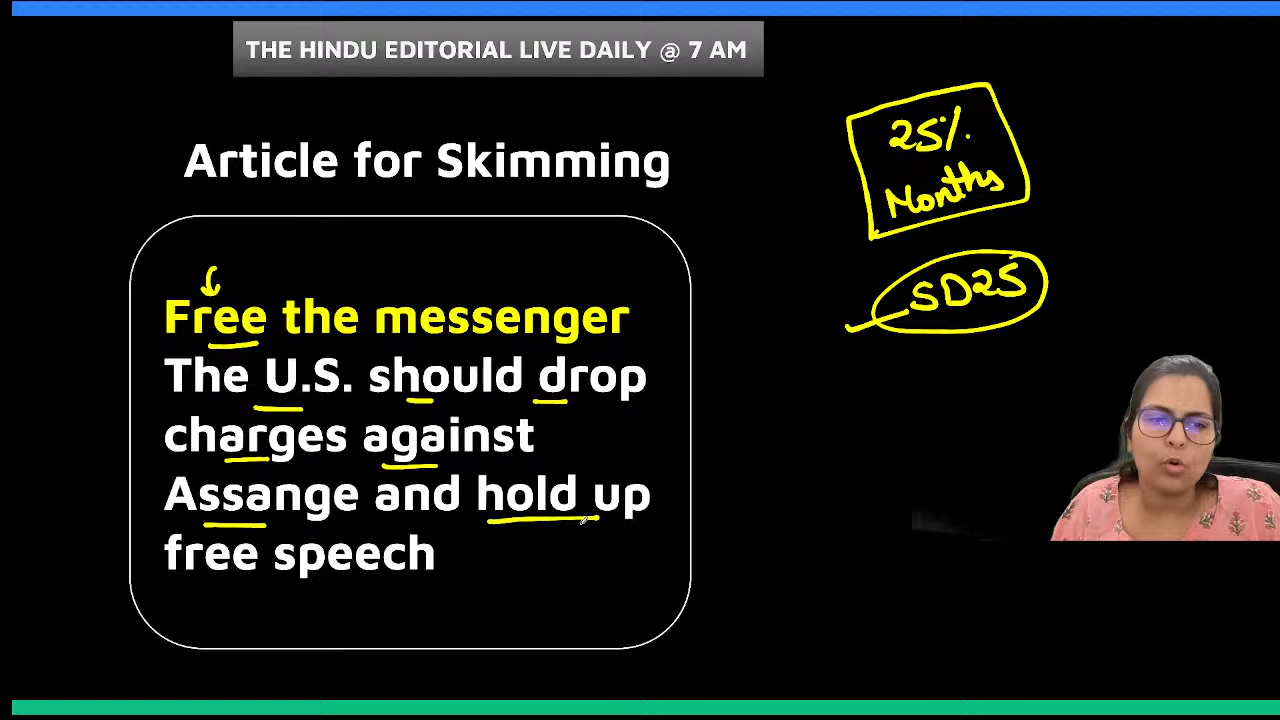 THE HINDU EDITORIAL LIVE DAILY @ 7 AM
Article for Skimming
Free the messenger
The U.S. should drop
charges against
Assange and hold up
free speech
25%
Months
SD25